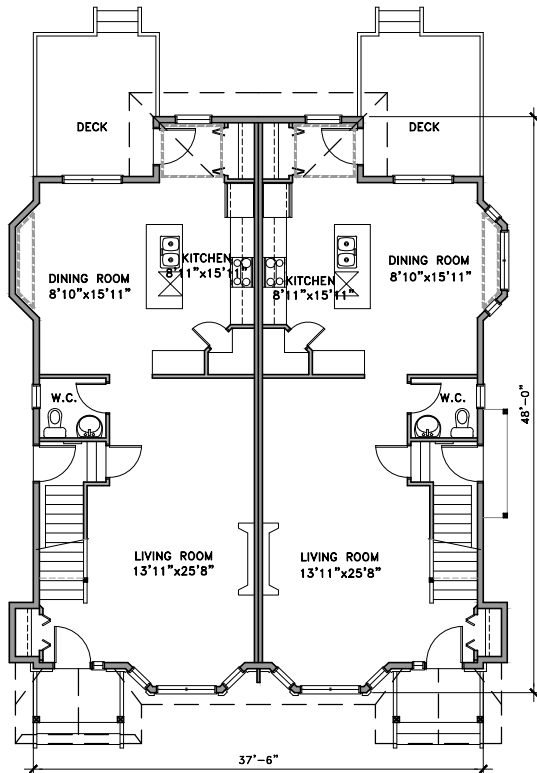 DECK
DECK
KITCHEN
8'11"x15'11"
DINING ROOM
8'10"x15'11"
KITCHEN
8'11"x15'11"
DINING ROOM
8'10"x15'11"
W.C.
W.C.
48'-0"
LIVING ROOM
13'11"x25'8"
LIVING ROOM
13'11"x25'8"
37'-6"